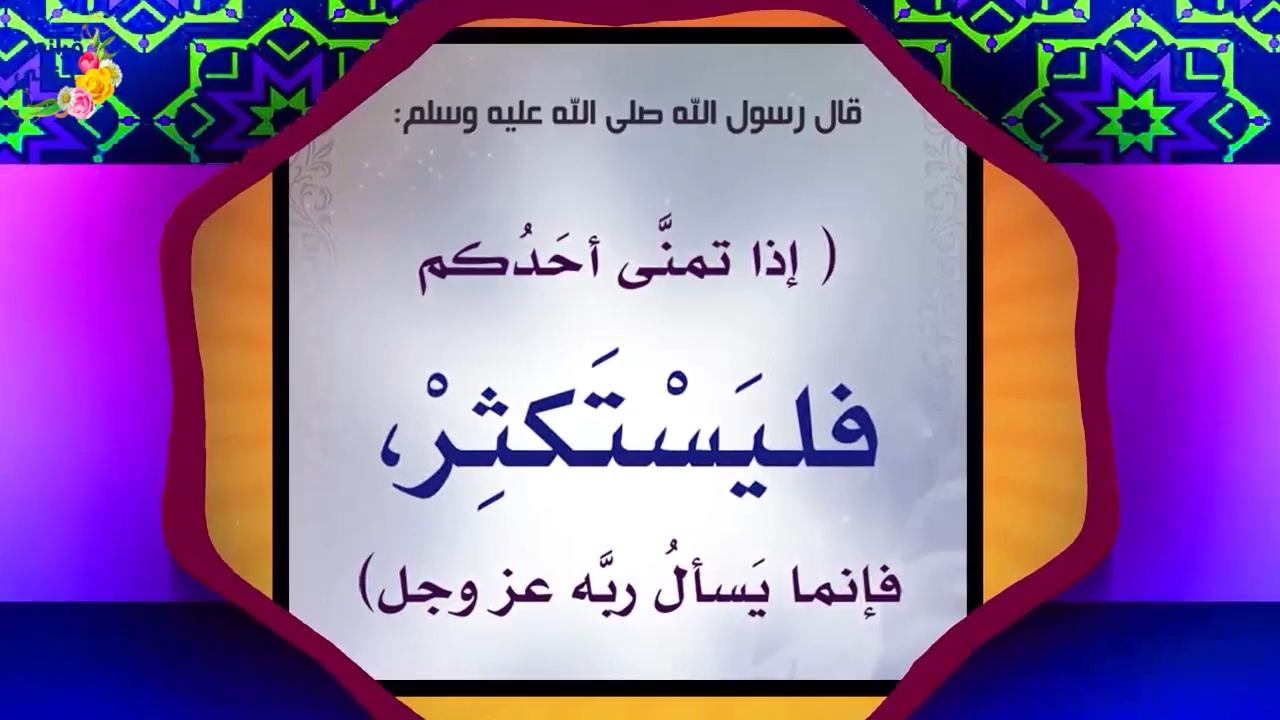 قال رسول الله صلى الله عليه وسلم:
( إذا تمنَّى أحَدُكم
فليَسْتَكثِرْ،
فإنما يَسألُ ربَّه عز وجل)